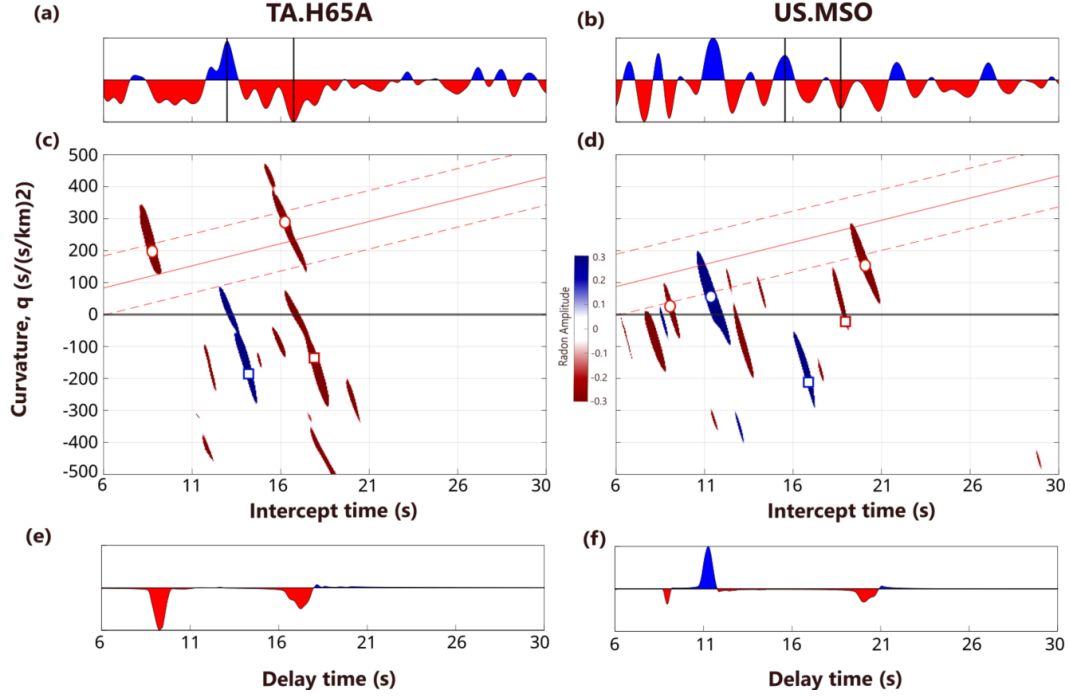 (a) TA.H65A
(b) US.MSO
(c)
(d)
Curvature, q (s/(s/km)2)
500
400
300
200
100
0
-100
-200
-300
-400
-500
6 11 16 21 26 30
Intercept time (s)
Radon Amplitude
0.3
0.2
0.1
0
-0.1
-0.2
-0.3
6 11 16 21 26 30
Intercept time (s)
(e)
(f)
6 11 16 21 26 30
Delay time (s)
6 11 16 21 26 30
Delay time (s)